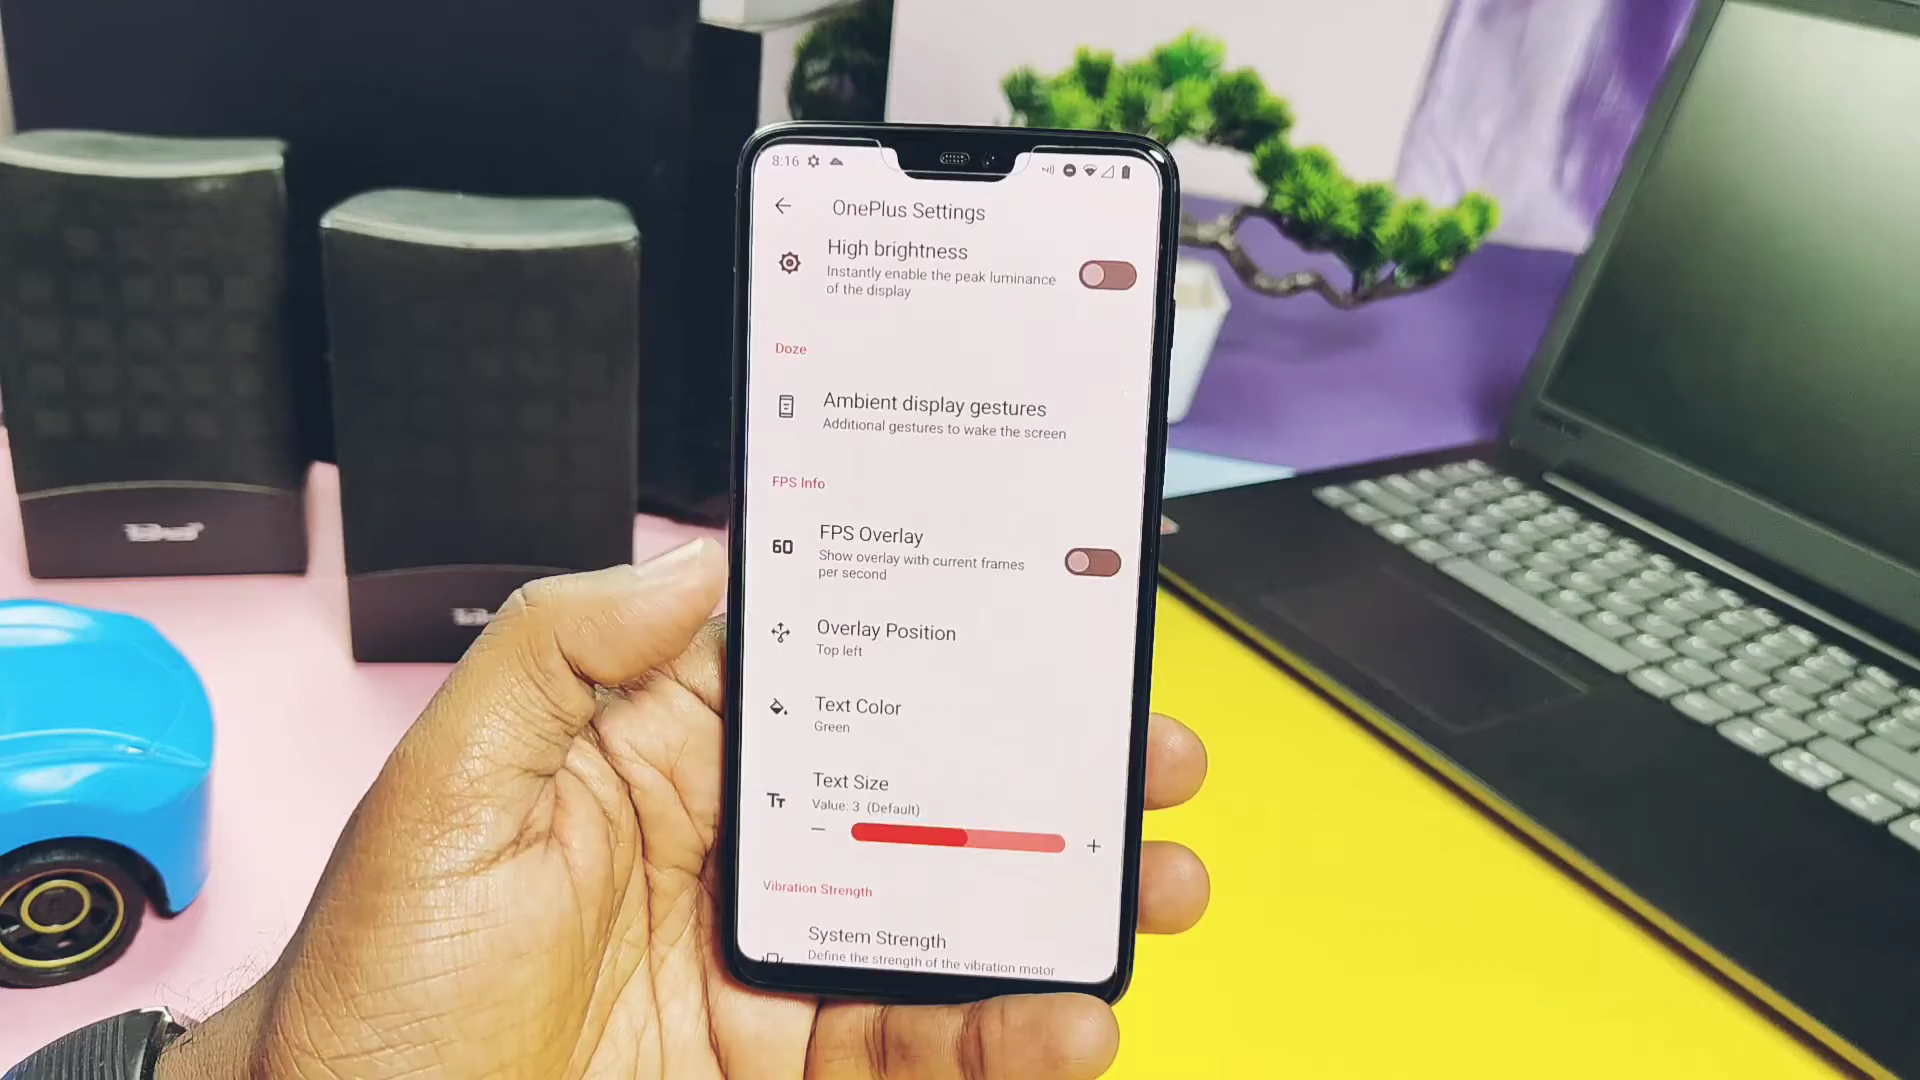 8:16
OnePlus Settings
High brightness
Instantly enable the peak luminance
of the display
Doze
Ambient display gestures
Additional gestures to wake the screen
FPS Info
60
FPS Overlay
Show overlay with current frames
per second
Overlay Position
Top left
Text Color
Green
TT
Text Size
Value: 3 (Default)
Vibration Strength
System Strength
Define the strength of the vibration motor